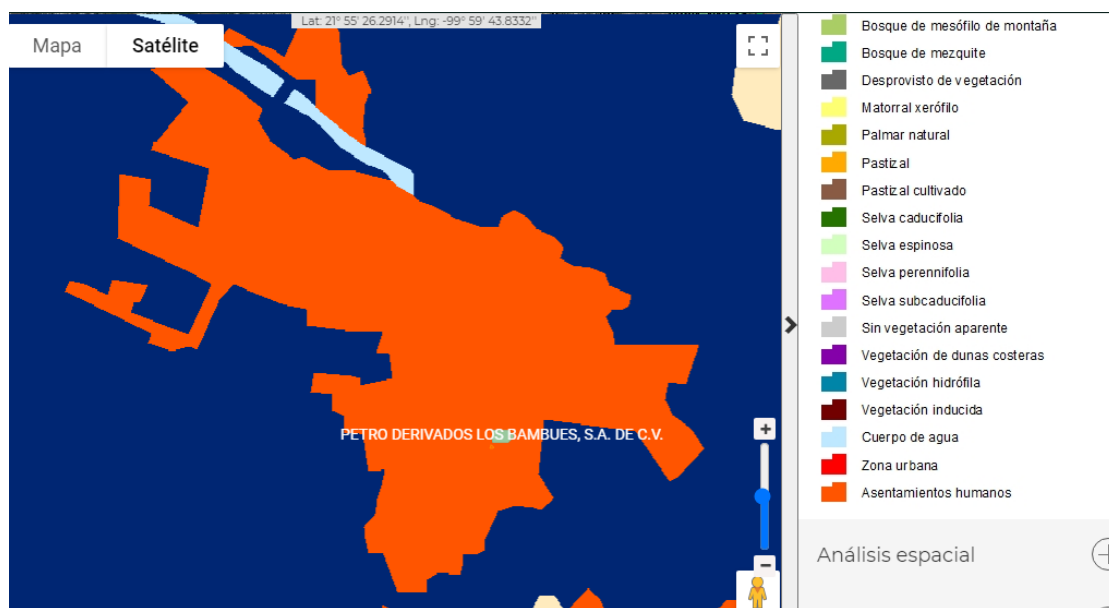 Lat: 21° 55' 26.2914'', Lng: -99° 59' 43.8332''
Mapa
Satélite
PETRO DERIVADOS LOS BAMBUES, S.A. DE C.V.
Bosque de mesófilo de montaña
Bosque de mezquite
Desprovisto de vegetación
Matorral xerófilo
Palmar natural
Pastizal
Pastizal cultivado
Selva caducifolia
Selva espinosa
Selva perennifolia
Selva subcaducifolia
Sin vegetación aparente
Vegetación de dunas costeras
Vegetación hidrófila
Vegetación inducida
Cuerpo de agua
Zona urbana
Asentamientos humanos
Análisis espacial